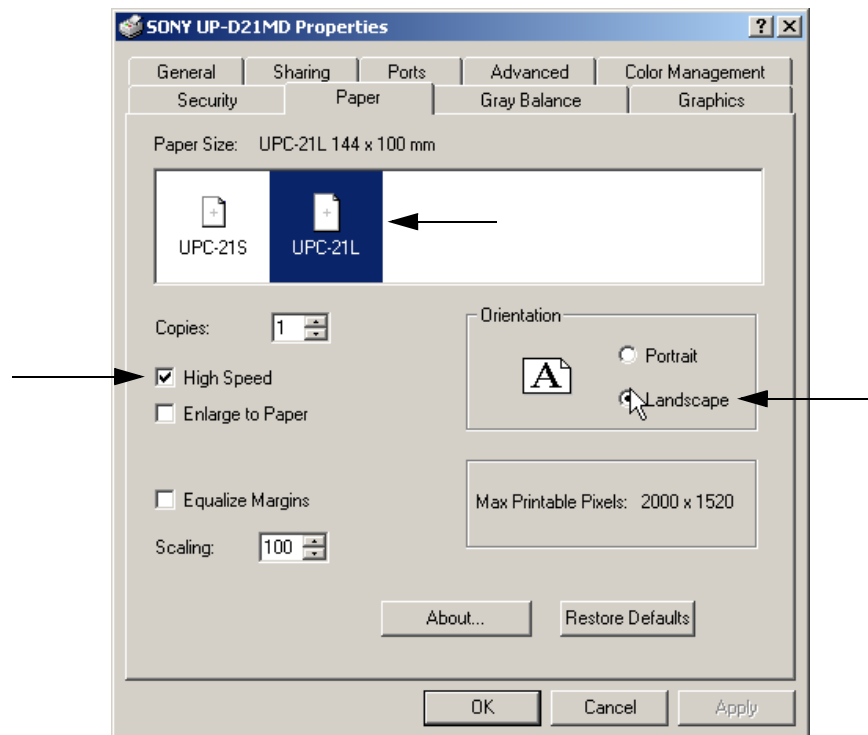 SONY UP-D21MD Properties
General Sharing Ports Advanced Color Management
Security Paper Gray Balance Graphics
Paper Size: UPC-21L 144 x 100 mm
UPC-21S UPC-21L
Copies: 1
Orientation
A
Portrait
Landscape
High Speed
Enlarge to Paper
Equalize Margins
Max Printable Pixels: 2000 x 1520
Scaling: 100
About... Restore Defaults
OK Cancel Apply